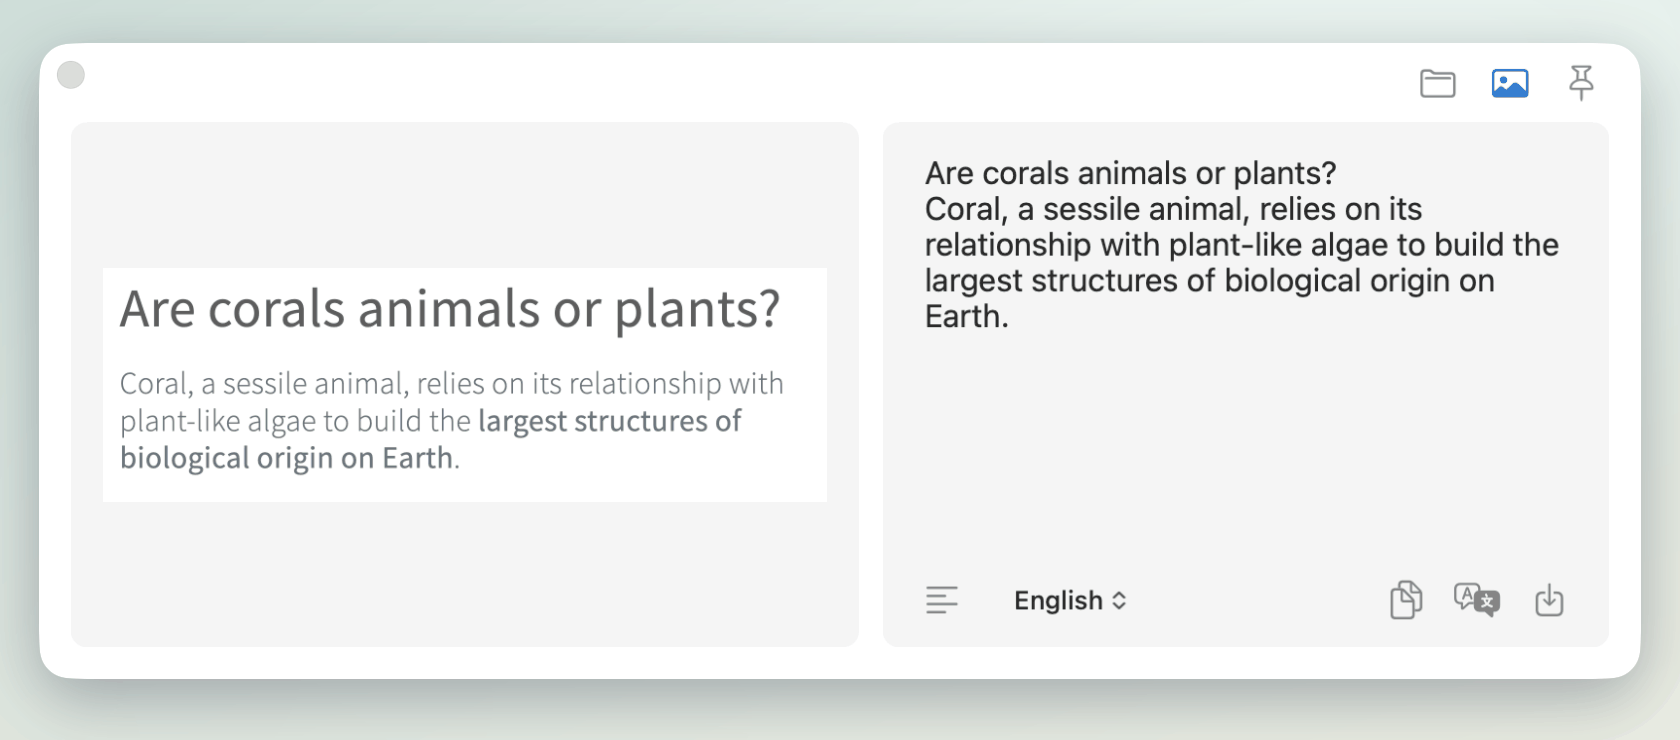 Are corals animals or plants?
Coral, a sessile animal, relies on its relationship with
plant-like algae to build the largest structures of
biological origin on Earth.
Are corals animals or plants?
Coral, a sessile animal, relies on its
relationship with plant-like algae to build the
largest structures of biological origin on
Earth.
English
A 文